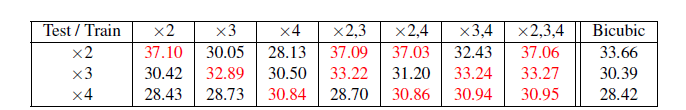 Test / Train ×2 ×3 ×4 ×2,3 ×2,4 ×3,4 ×2,3,4 Bicubic
×2 37.10 30.05 28.13 37.09 37.03 32.43 37.06 33.66
×3 30.42 32.89 30.50 33.22 31.20 33.24 33.27 30.39
×4 28.43 28.73 30.84 28.70 30.86 30.94 30.95 28.42